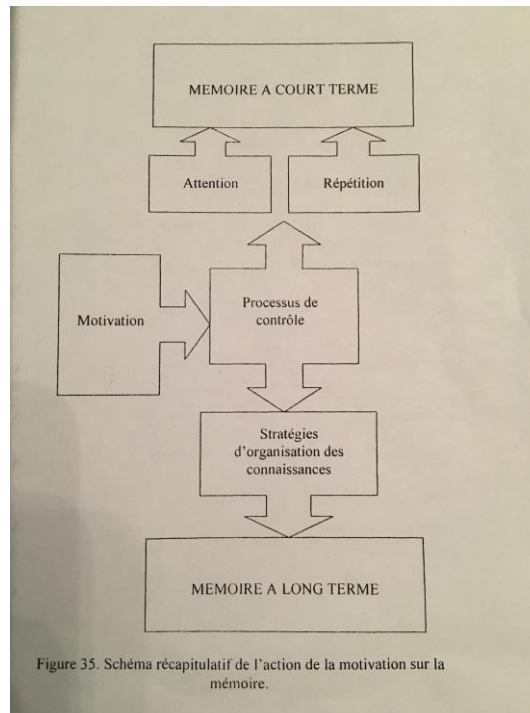 MEMOIRE A COURT TERME
Attention
Répétition
Motivation
Processus de
contrôle
Stratégies
d'organisation des
connaissances
MEMOIRE A LONG TERME
Figure 35. Schéma récapitulatif de l'action de la motivation sur la
mémoire.